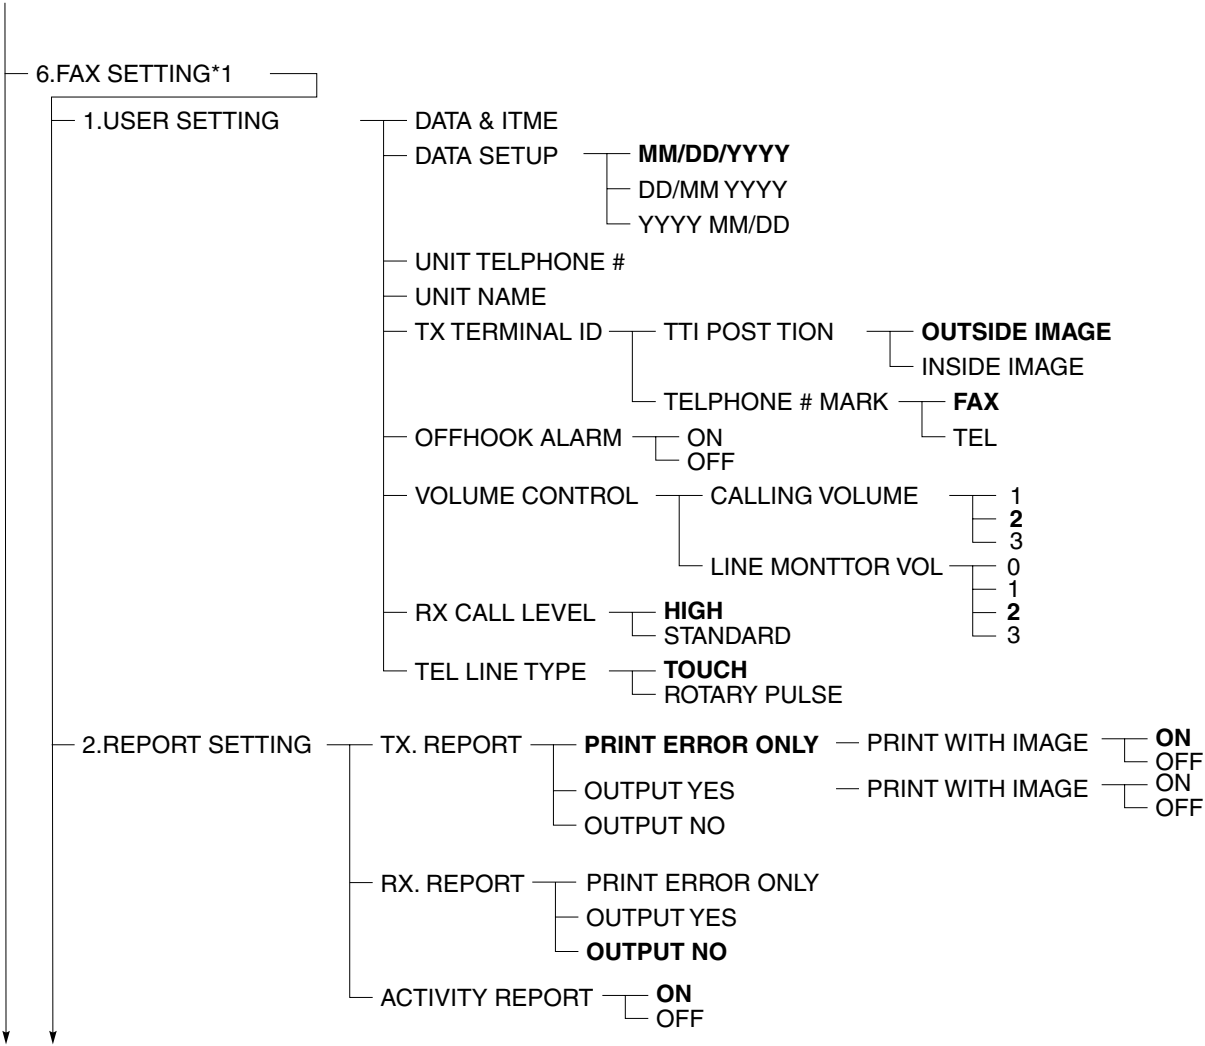 6.FAX SETTING*1
1.USER SETTING
DATA & ITME
DATA SETUP
MM/DD/YYYY
DD/MM YYYY
YYYY MM/DD
UNIT TELPHONE #
UNIT NAME
TX TERMINAL ID
TTI POST TION
OUTSIDE IMAGE
INSIDE IMAGE
TELPHONE # MARK
FAX
TEL
OFFHOOK ALARM
ON
OFF
VOLUME CONTROL
CALLING VOLUME
1
2
3
LINE MONTTOR VOL
0
1
2
3
RX CALL LEVEL
HIGH
STANDARD
TEL LINE TYPE
TOUCH
ROTARY PULSE
2.REPORT SETTING
TX. REPORT
PRINT ERROR ONLY
PRINT WITH IMAGE
ON
OFF
OUTPUT YES
PRINT WITH IMAGE
ON
OFF
OUTPUT NO
RX. REPORT
PRINT ERROR ONLY
OUTPUT YES
OUTPUT NO
ACTIVITY REPORT
ON
OFF